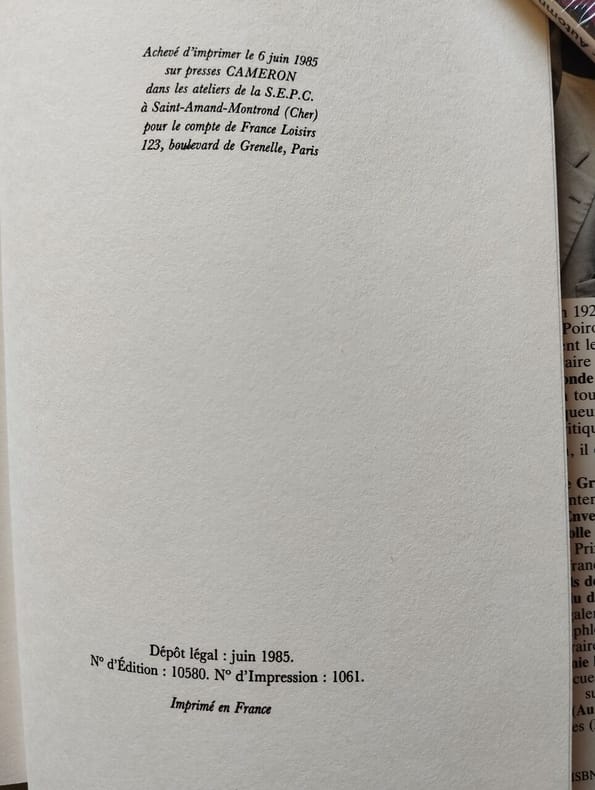 Achevé d'imprimer le 6 juin 1985
sur presses CAMERON
dans les ateliers de la S.E.P.C.
à Saint-Amand-Montrond (Cher)
pour le compte de France Loisirs
123, boulevard de Grenelle, Paris
Dépôt légal : juin 1985.
N° d'Édition : 10580. N° d'Impression : 1061.
Imprimé en France